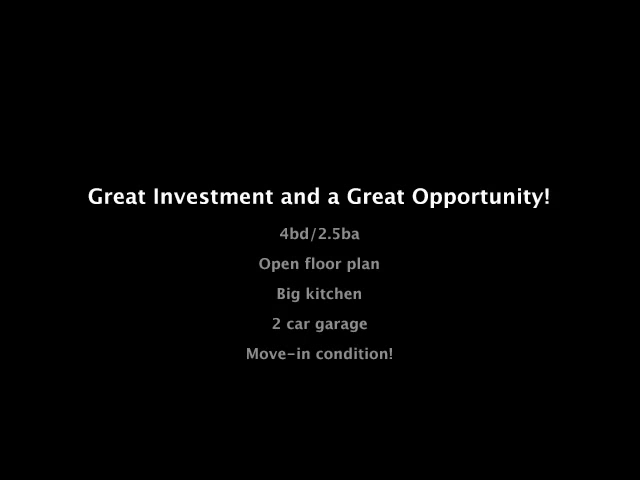 Great Investment and a Great Opportunity!
4bd/2.5ba
Open floor plan
Big kitchen
2 car garage
Move-in condition!